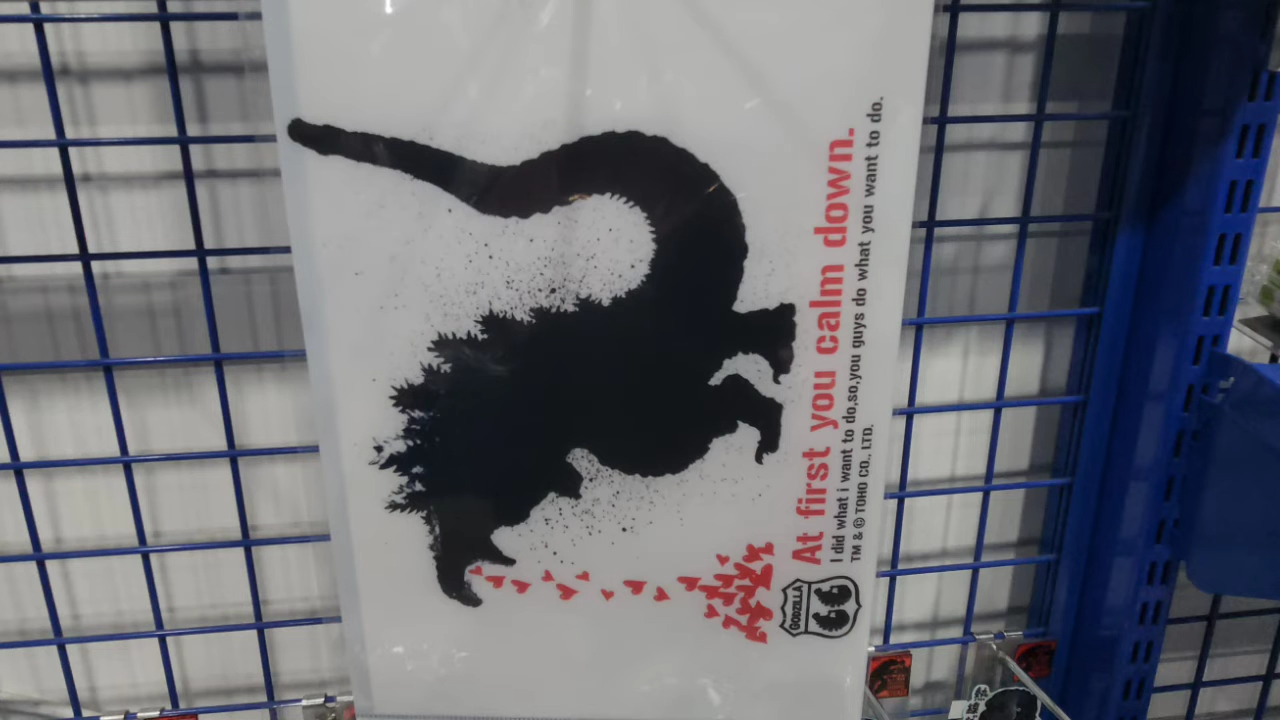 At first you calm down.
I did what i want to do,so,you guys do what you want to do.
TM & © TOHO CO., LTD.
GODZILLA